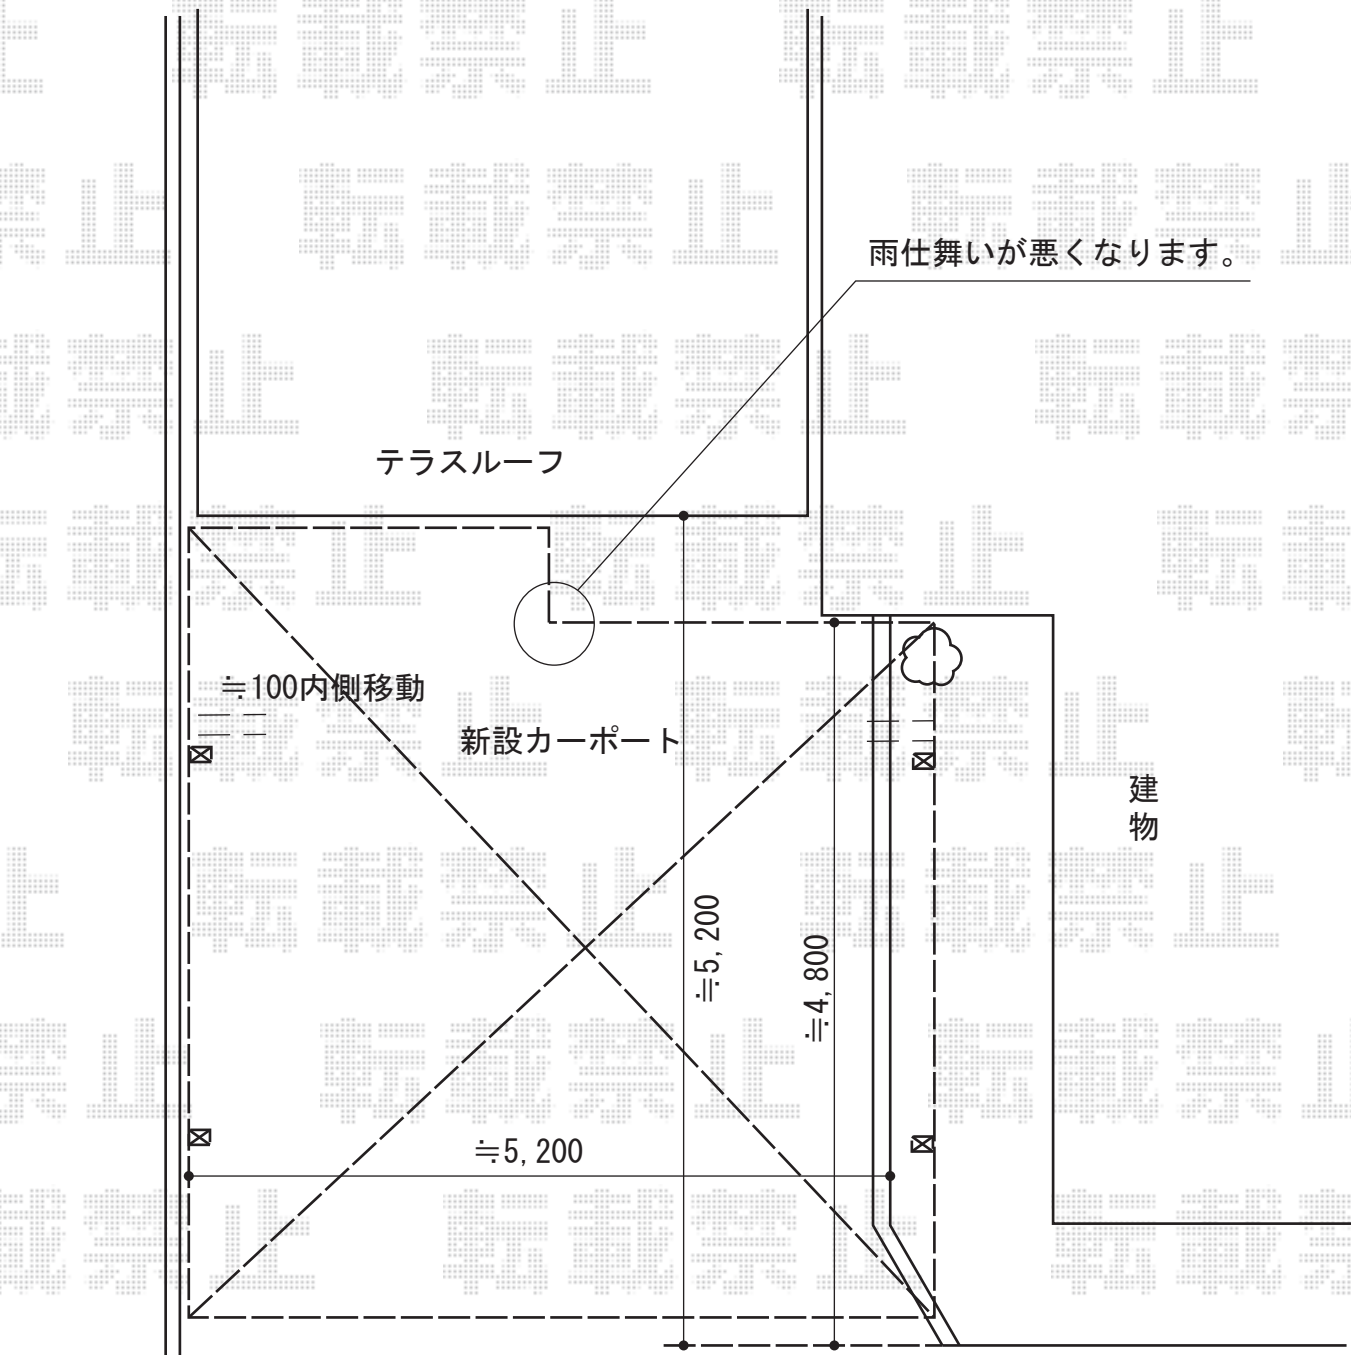 転載禁止
雨仕舞いが悪くなります。
テラスルーフ
≒100内側移動
新設カーポート
建物
≒5,200
≒4,800
≒5,200